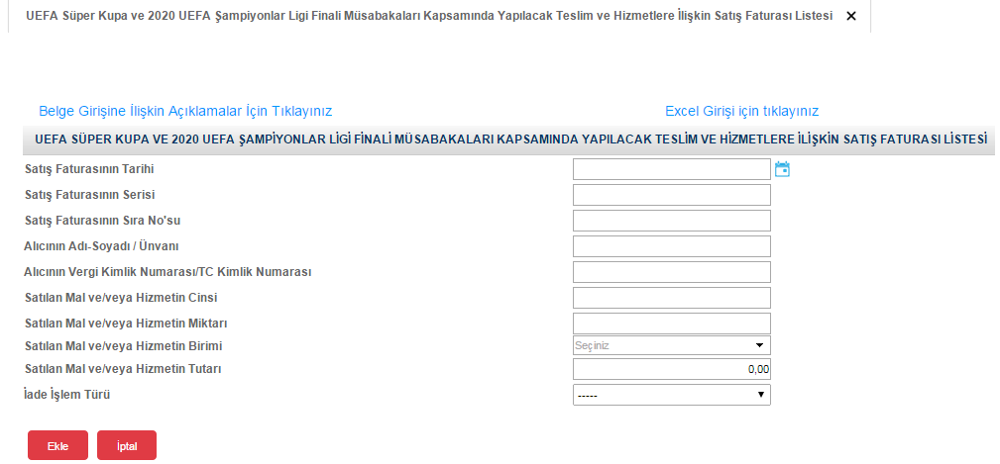 UEFA Süper Kupa ve 2020 UEFA Şampiyonlar Ligi Finali Müsabakaları Kapsamında Yapılacak Teslim ve Hizmetlere İlişkin Satış Faturası Listesi ×
Belge Girişine İlişkin Açıklamalar İçin Tıklayınız
Excel Girişi için tıklayınız
UEFA SÜPER KUPA VE 2020 UEFA ŞAMPİYONLAR LİGİ FİNALİ MÜSABAKALARI KAPSAMINDA YAPILACAK TESLİM VE HİZMETLERE İLİŞKİN SATIŞ FATURASI LİSTESİ
Satış Faturasının Tarihi
Satış Faturasının Serisi
Satış Faturasının Sıra No'su
Alıcının Adı-Soyadı / Ünvanı
Alıcının Vergi Kimlik Numarası/TC Kimlik Numarası
Satılan Mal ve/veya Hizmetin Cinsi
Satılan Mal ve/veya Hizmetin Miktarı
Satılan Mal ve/veya Hizmetin Birimi Seçiniz
Satılan Mal ve/veya Hizmetin Tutarı 0,00
İade İşlem Türü -----
Ekle İptal